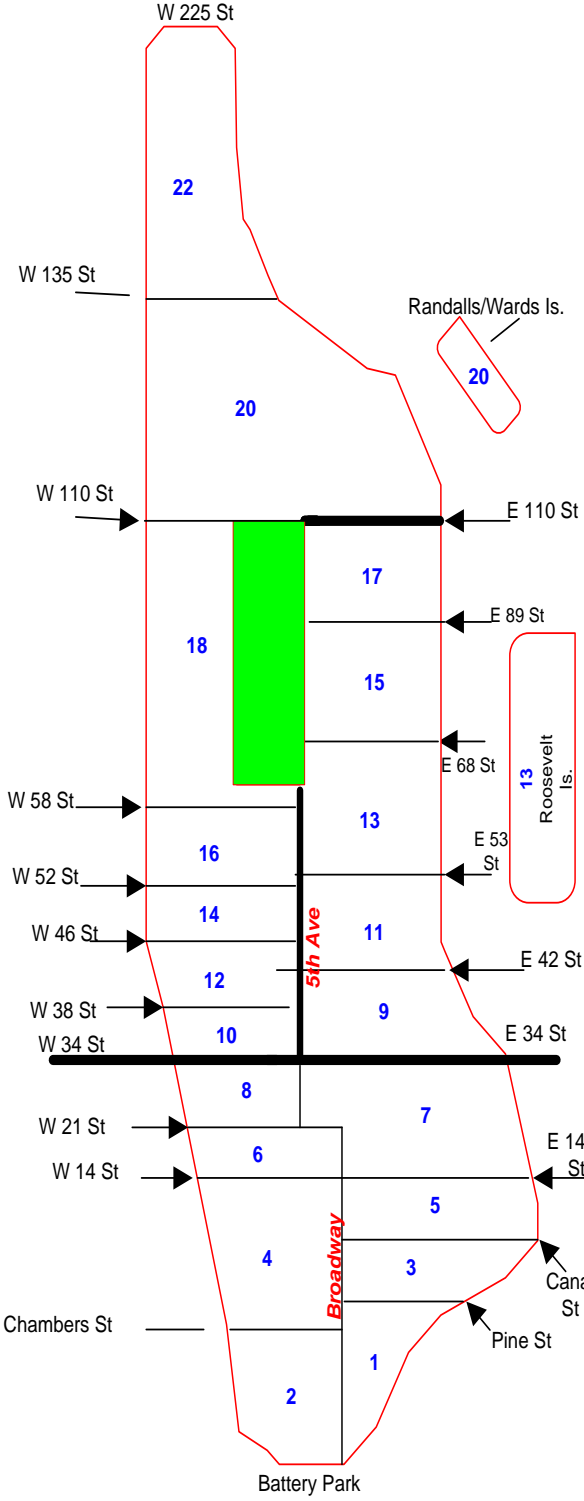 W 225 St
22
W 135 St
Randalls/Wards Is.
20
20
W 110 St
E 110 St
17
E 89 St
18
15
E 68 St
13
Roosevelt
Is.
W 58 St
13
E 53
St
16
W 52 St
14
11
W 46 St
5th Ave
E 42 St
12
9
W 38 St
10
E 34 St
W 34 St
8
7
W 21 St
6
E 14
St
W 14 St
5
Broadway
4
3
Cana
St
Chambers St
Pine St
1
2
Battery Park